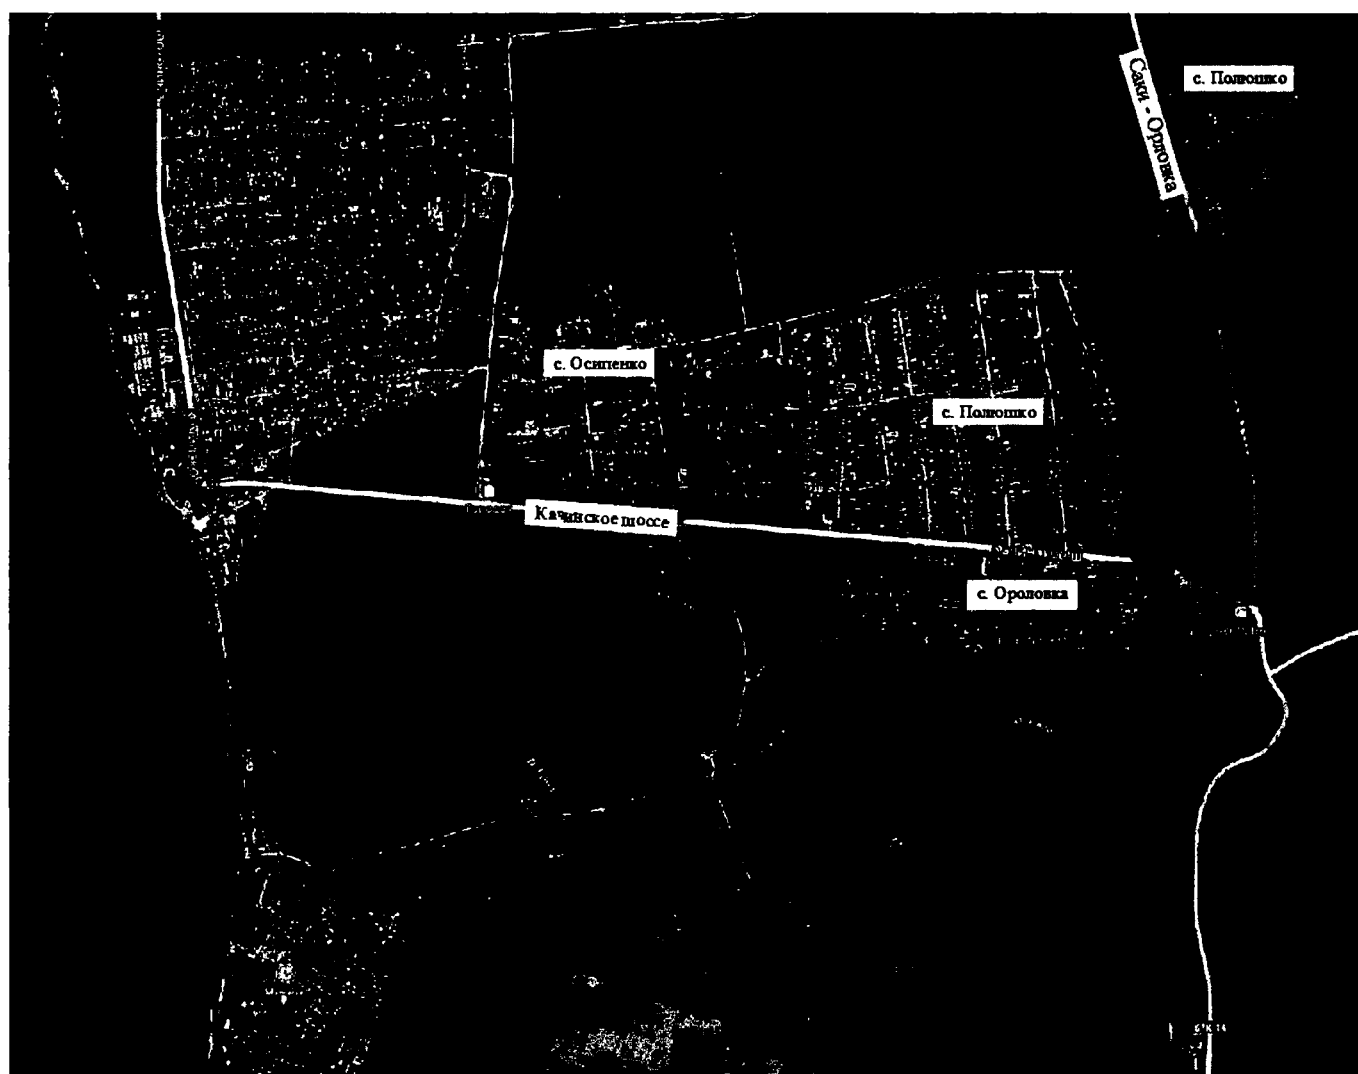 с. Полюшко
Саки - Орловка
с. Осипенко
с. Полюшко
Качинское шоссе
с. Ороловка